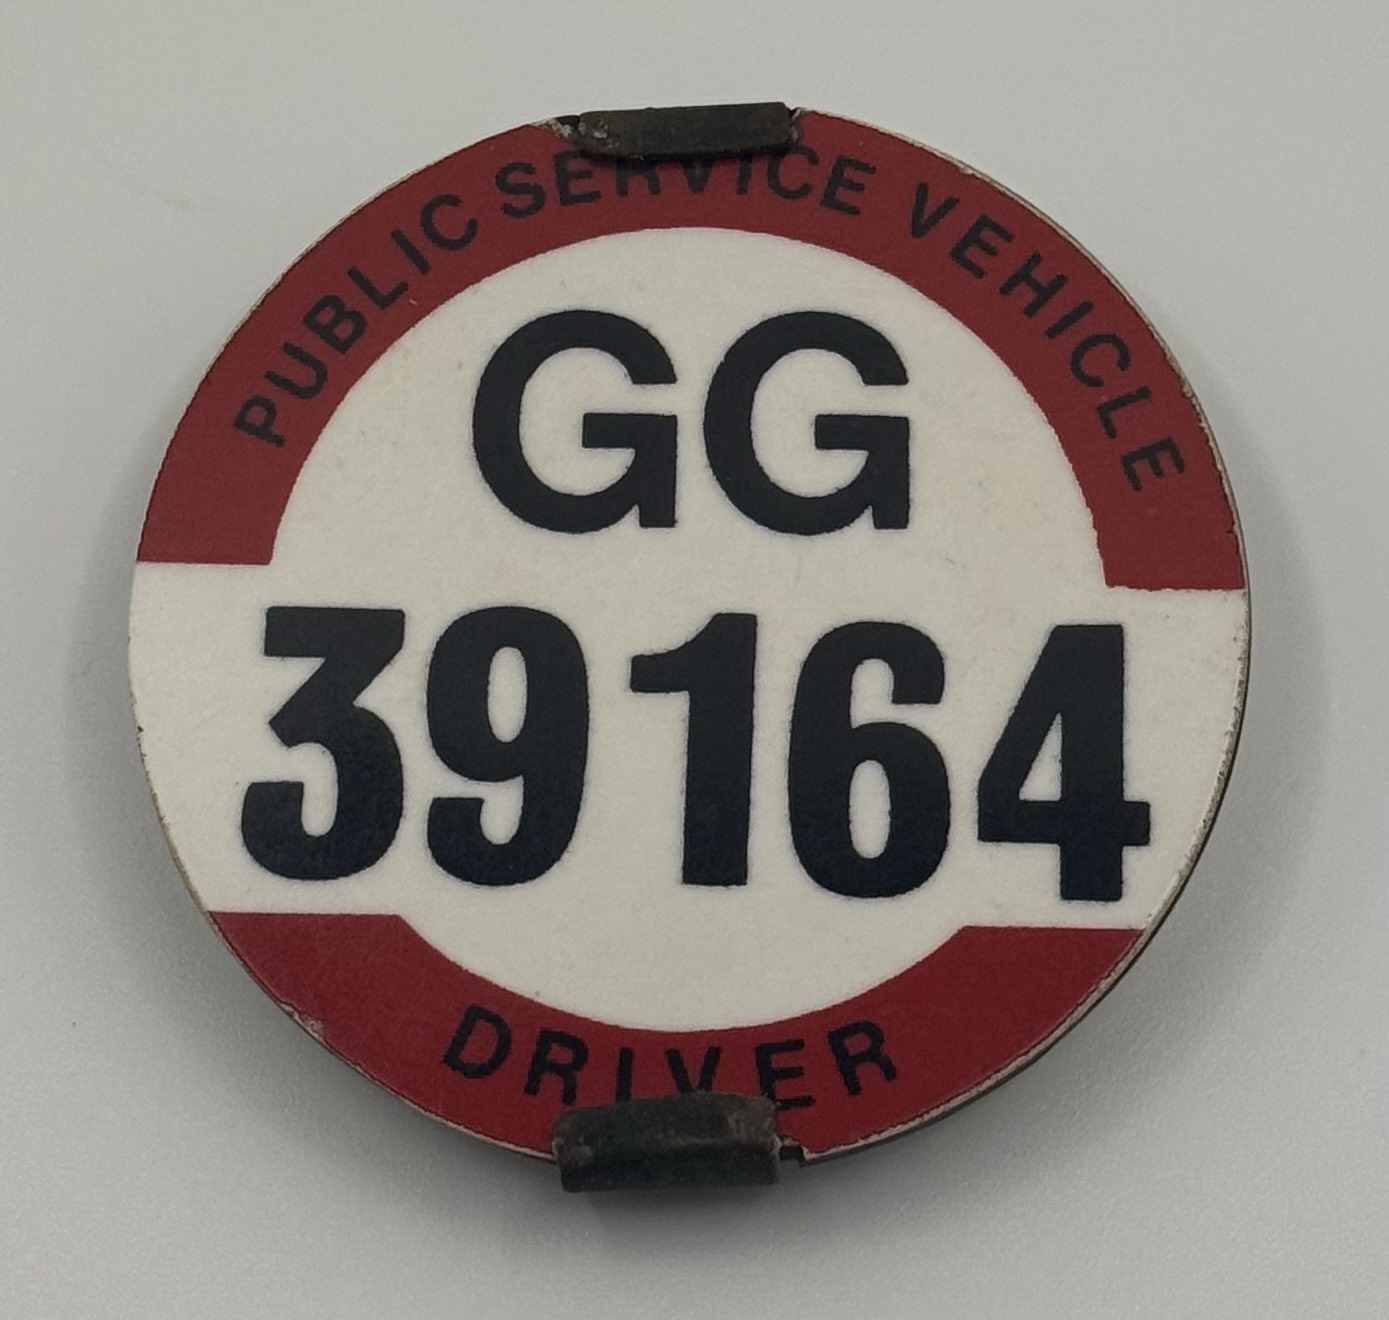 PUBLIC SERVICE VEHICLE
GG
39164
DRIVER